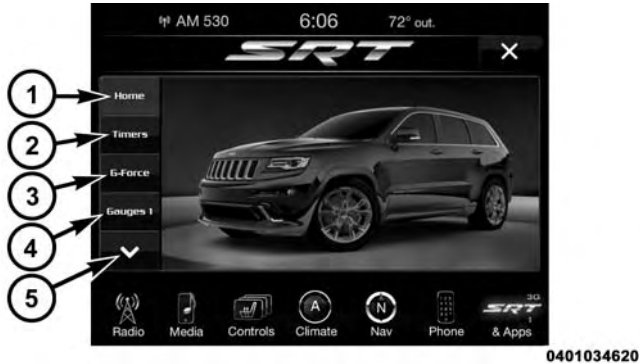 AM 530 6:06 72° out.
SRT
1 Home
2 Timers
3 G-Force
4 Gauges 1
5
A
N
3G
Radio Media Controls Climate Nav Phone SRT & Apps
0401034620